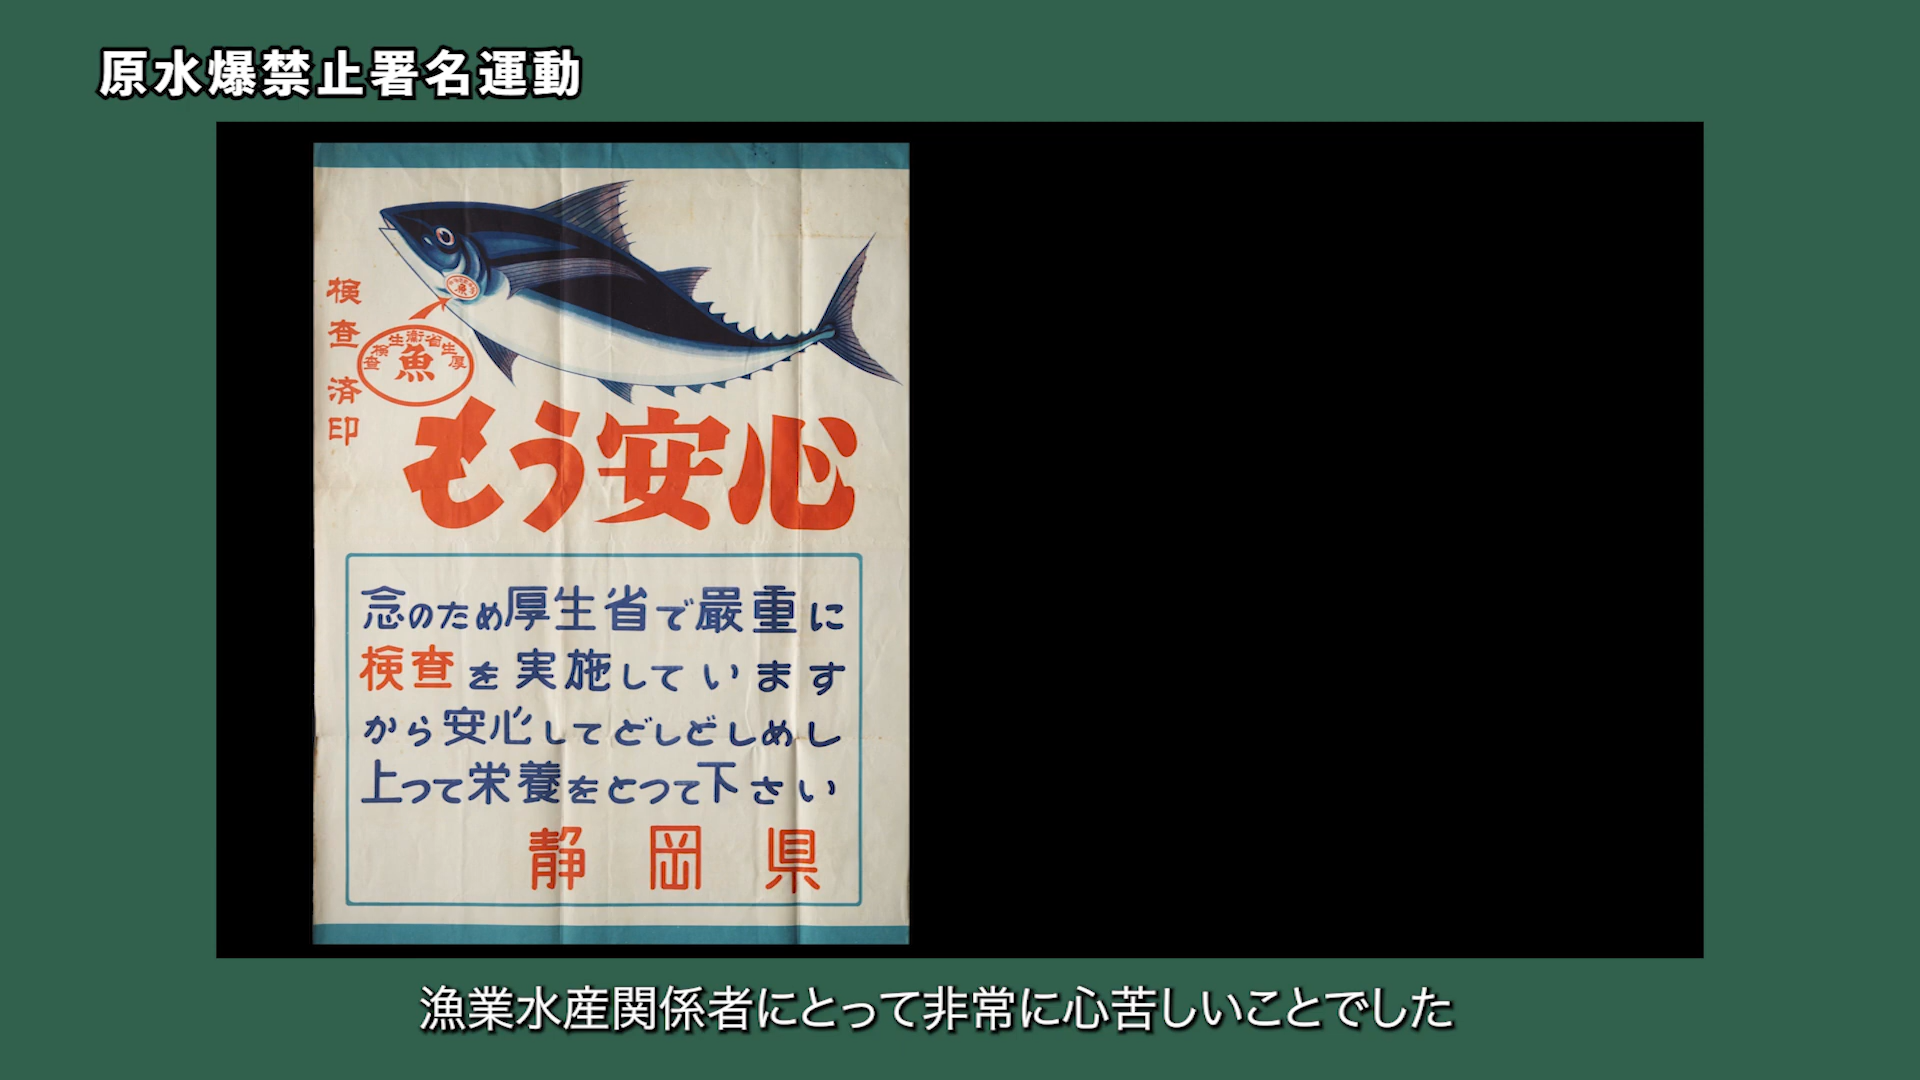 原水爆禁止署名運動
検査済印
厚生省衛生検査
魚
もう安心
念のため厚生省で嚴重に
検査を実施しています
から安心してどしどしめし
上つて栄養をとつて下さい
静岡県
漁業水産関係者にとって非常に心苦しいことでした